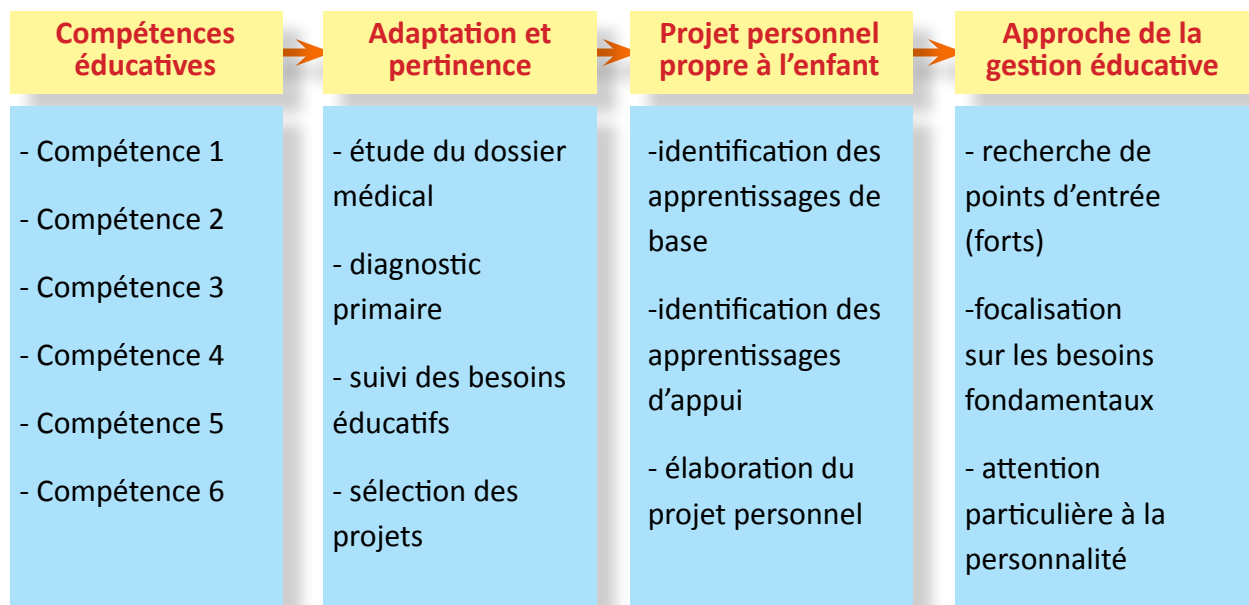 Compétences
éducatives
- Compétence 1
- Compétence 2
- Compétence 3
- Compétence 4
- Compétence 5
- Compétence 6
Adaptation et
pertinence
- étude du dossier
médical
- diagnostic
primaire
- suivi des besoins
éducatifs
- sélection des
projets
Projet personnel
propre à l’enfant
-identification des
apprentissages de
base
-identification des
apprentissages
d’appui
- élaboration du
projet personnel
Approche de la
gestion éducative
- recherche de
points d’entrée
(forts)
-focalisation
sur les besoins
fondamentaux
- attention
particulière à la
personnalité